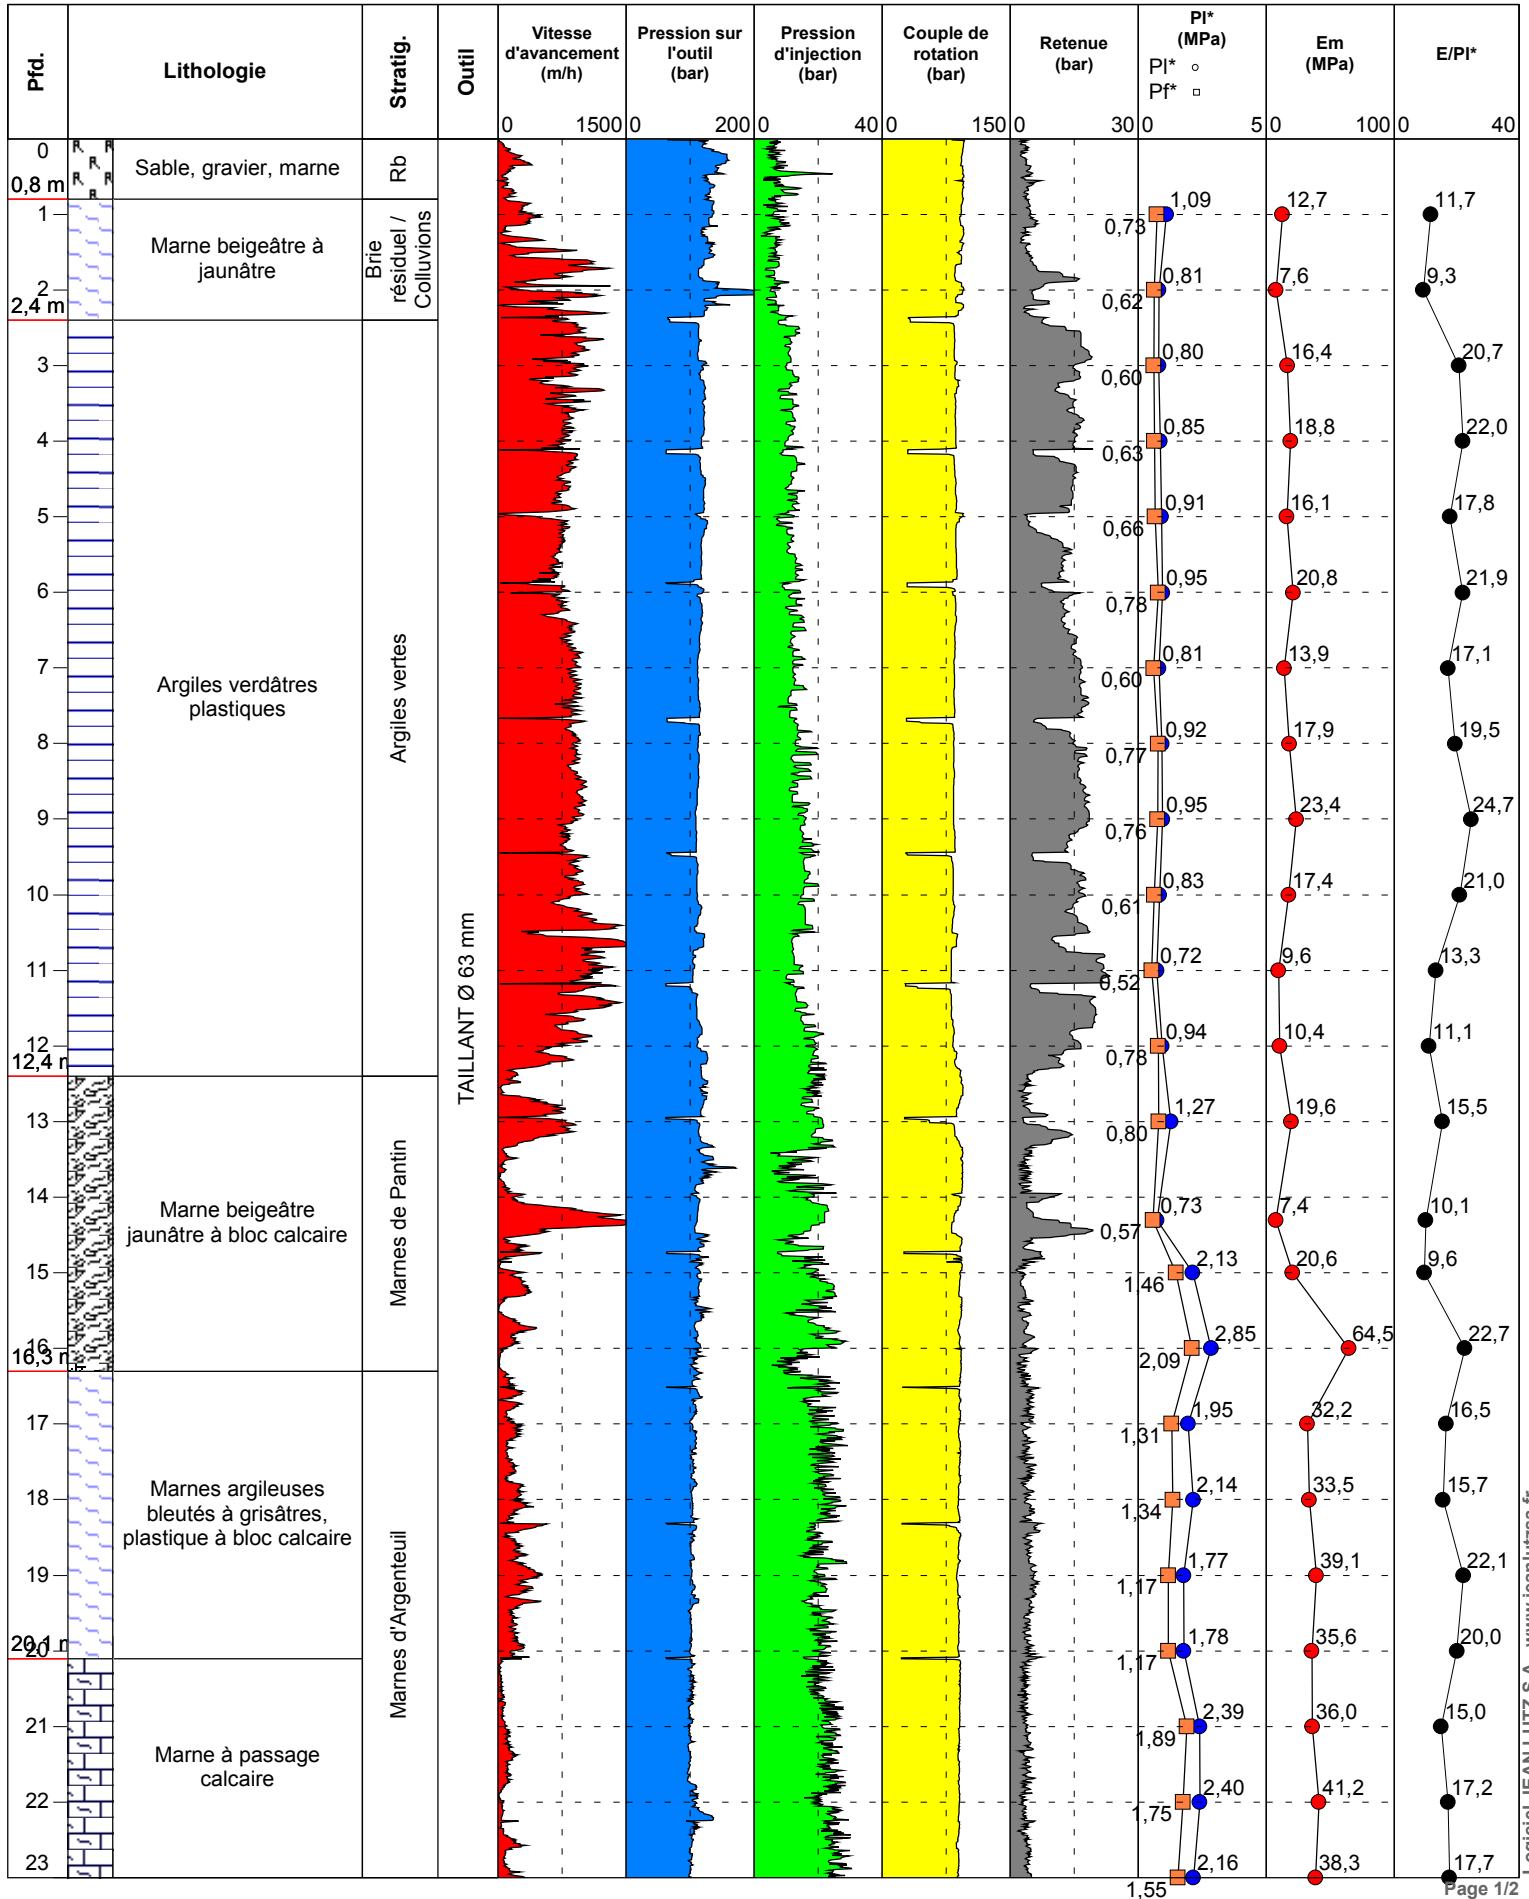 Pfd.
Lithologie
Stratig.
Outil
Vitesse
d'avancement
(m/h)
Pression sur
l'outil
(bar)
Pression
d'injection
(bar)
Couple de
rotation
(bar)
Retenue
(bar)
Pl*
(MPa)
Pl*
Pf*
Em
(MPa)
E/Pl*
0 1500 0 200 0 40 0 150 0 30 0 5 0 100 0 40
0
0,8 m
Sable, gravier, marne
Rb
1
1,09
0,73
12,7
11,7
Marne beigeâtre à
jaunâtre
Brie
résiduel /
Colluvions
2
0,81
0,62
7,6
9,3
2,4 m
3
0,80
0,60
16,4
20,7
4
0,85
0,63
18,8
22,0
5
0,91
0,66
16,1
17,8
6
0,95
0,78
20,8
21,9
Argiles verdâtres
plastiques
Argiles vertes
7
0,81
0,60
13,9
17,1
8
0,92
0,77
17,9
19,5
9
0,95
0,76
23,4
24,7
10
0,83
0,61
17,4
21,0
TAILLANT Ø 63 mm
11
0,72
0,52
9,6
13,3
12
0,94
0,78
10,4
11,1
12,4
13
1,27
0,80
19,6
15,5
14
Marne beigeâtre
jaunâtre à bloc calcaire
Marnes de Pantin
0,73
0,57
7,4
10,1
15
2,13
1,46
20,6
9,6
16
2,85
2,09
64,5
22,7
16,3
17
1,95
1,31
32,2
16,5
Marnes argileuses
bleutés à grisâtres,
plastique à bloc calcaire
18
2,14
1,34
33,5
15,7
Marnes d'Argenteuil
19
1,77
1,17
39,1
22,1
20,1
20
1,78
1,17
35,6
20,0
21
2,39
1,89
36,0
15,0
Marne à passage
calcaire
22
2,40
1,75
41,2
17,2
23
2,16
1,55
38,3
17,7
Logiciel JEAN LUTZ S.A - www.jeanlutzsa.fr
Page 1/2